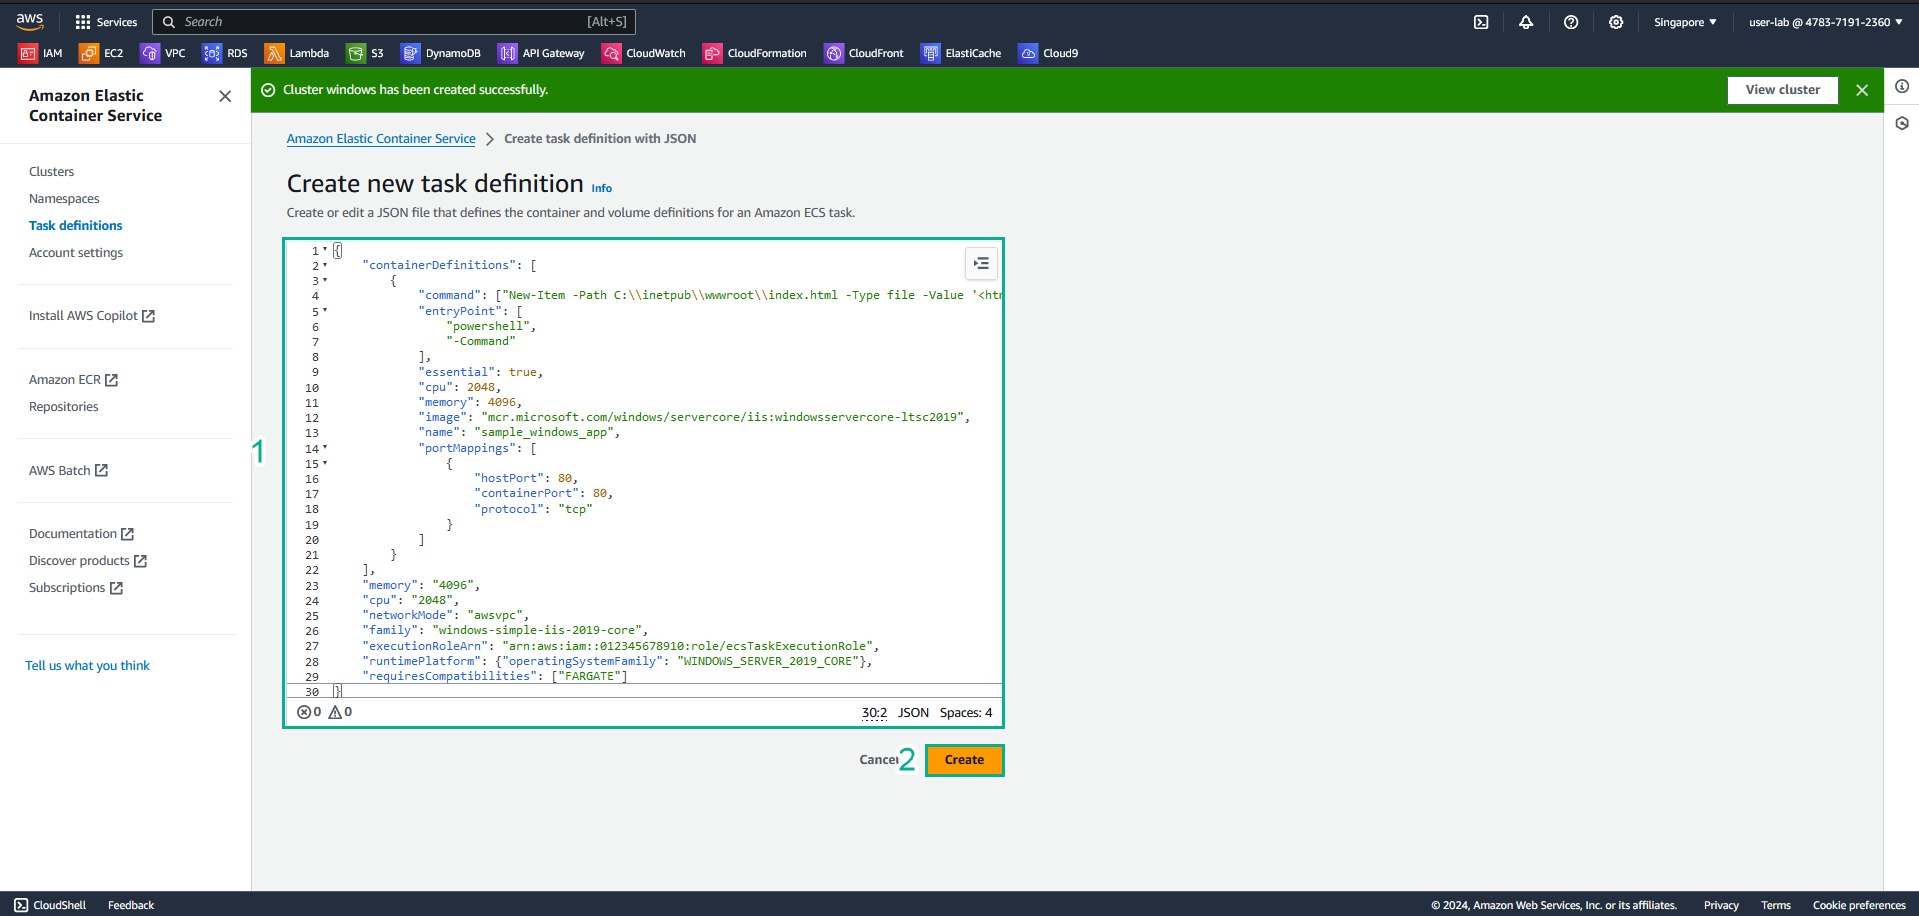 aws Services Search [Alt+S] Singapore ▼ user-lab @ 4783-7191-2360 ▼
IAM EC2 VPC RDS Lambda S3 DynamoDB API Gateway CloudWatch CloudFormation CloudFront ElastiCache Cloud9
Amazon Elastic
Container Service
Clusters
Namespaces
Task definitions
Account settings
Install AWS Copilot
Amazon ECR
Repositories
AWS Batch
Documentation
Discover products
Subscriptions
Tell us what you think
Cluster windows has been created successfully. View cluster
Amazon Elastic Container Service > Create task definition with JSON
Create new task definition Info
Create or edit a JSON file that defines the container and volume definitions for an Amazon ECS task.
1
1 {
2 "containerDefinitions": [
3 {
4 "command": ["New-Item -Path C:\\inetpub\\wwwroot\\index.html -Type file -Value '<htm
5 "entryPoint": [
6 "powershell",
7 "-Command"
8 ],
9 "essential": true,
10 "cpu": 2048,
11 "memory": 4096,
12 "image": "mcr.microsoft.com/windows/servercore/iis:windowsservercore-ltsc2019",
13 "name": "sample_windows_app",
14 "portMappings": [
15 {
16 "hostPort": 80,
17 "containerPort": 80,
18 "protocol": "tcp"
19 }
20 ]
21 }
22 ],
23 "memory": "4096",
24 "cpu": "2048",
25 "networkMode": "awsvpc",
26 "family": "windows-simple-iis-2019-core",
27 "executionRoleArn": "arn:aws:iam::012345678910:role/ecsTaskExecutionRole",
28 "runtimePlatform": {"operatingSystemFamily": "WINDOWS_SERVER_2019_CORE"},
29 "requiresCompatibilities": ["FARGATE"]
30 }
0 0 30:2 JSON Spaces: 4
Cancel 2 Create
CloudShell Feedback © 2024, Amazon Web Services, Inc. or its affiliates. Privacy Terms Cookie preferences